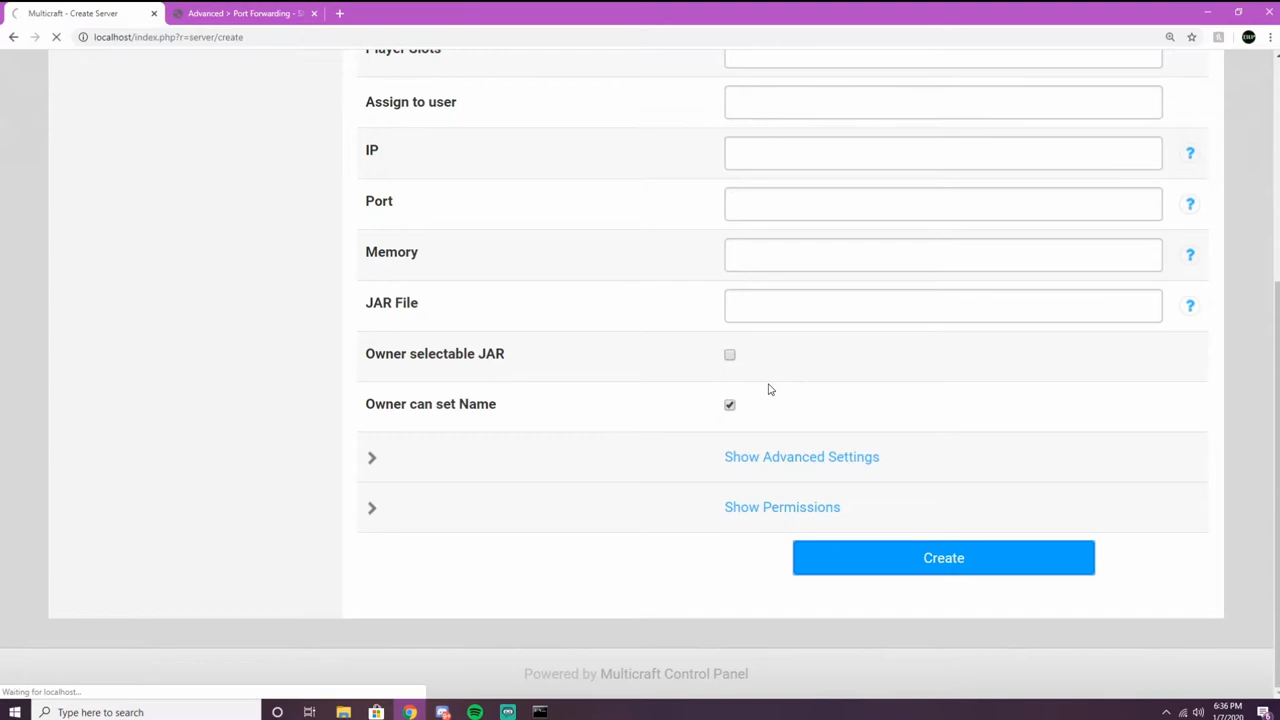 Multicraft - Create Server
Advanced > Port Forwarding - 5
localhost/index.php?r=server/create
Player Slots
Assign to user
IP
?
Port
?
Memory
?
JAR File
?
Owner selectable JAR
Owner can set Name
Show Advanced Settings
Show Permissions
Create
Powered by Multicraft Control Panel
Waiting for localhost...
Type here to search
6:36 PM
1/7/2020